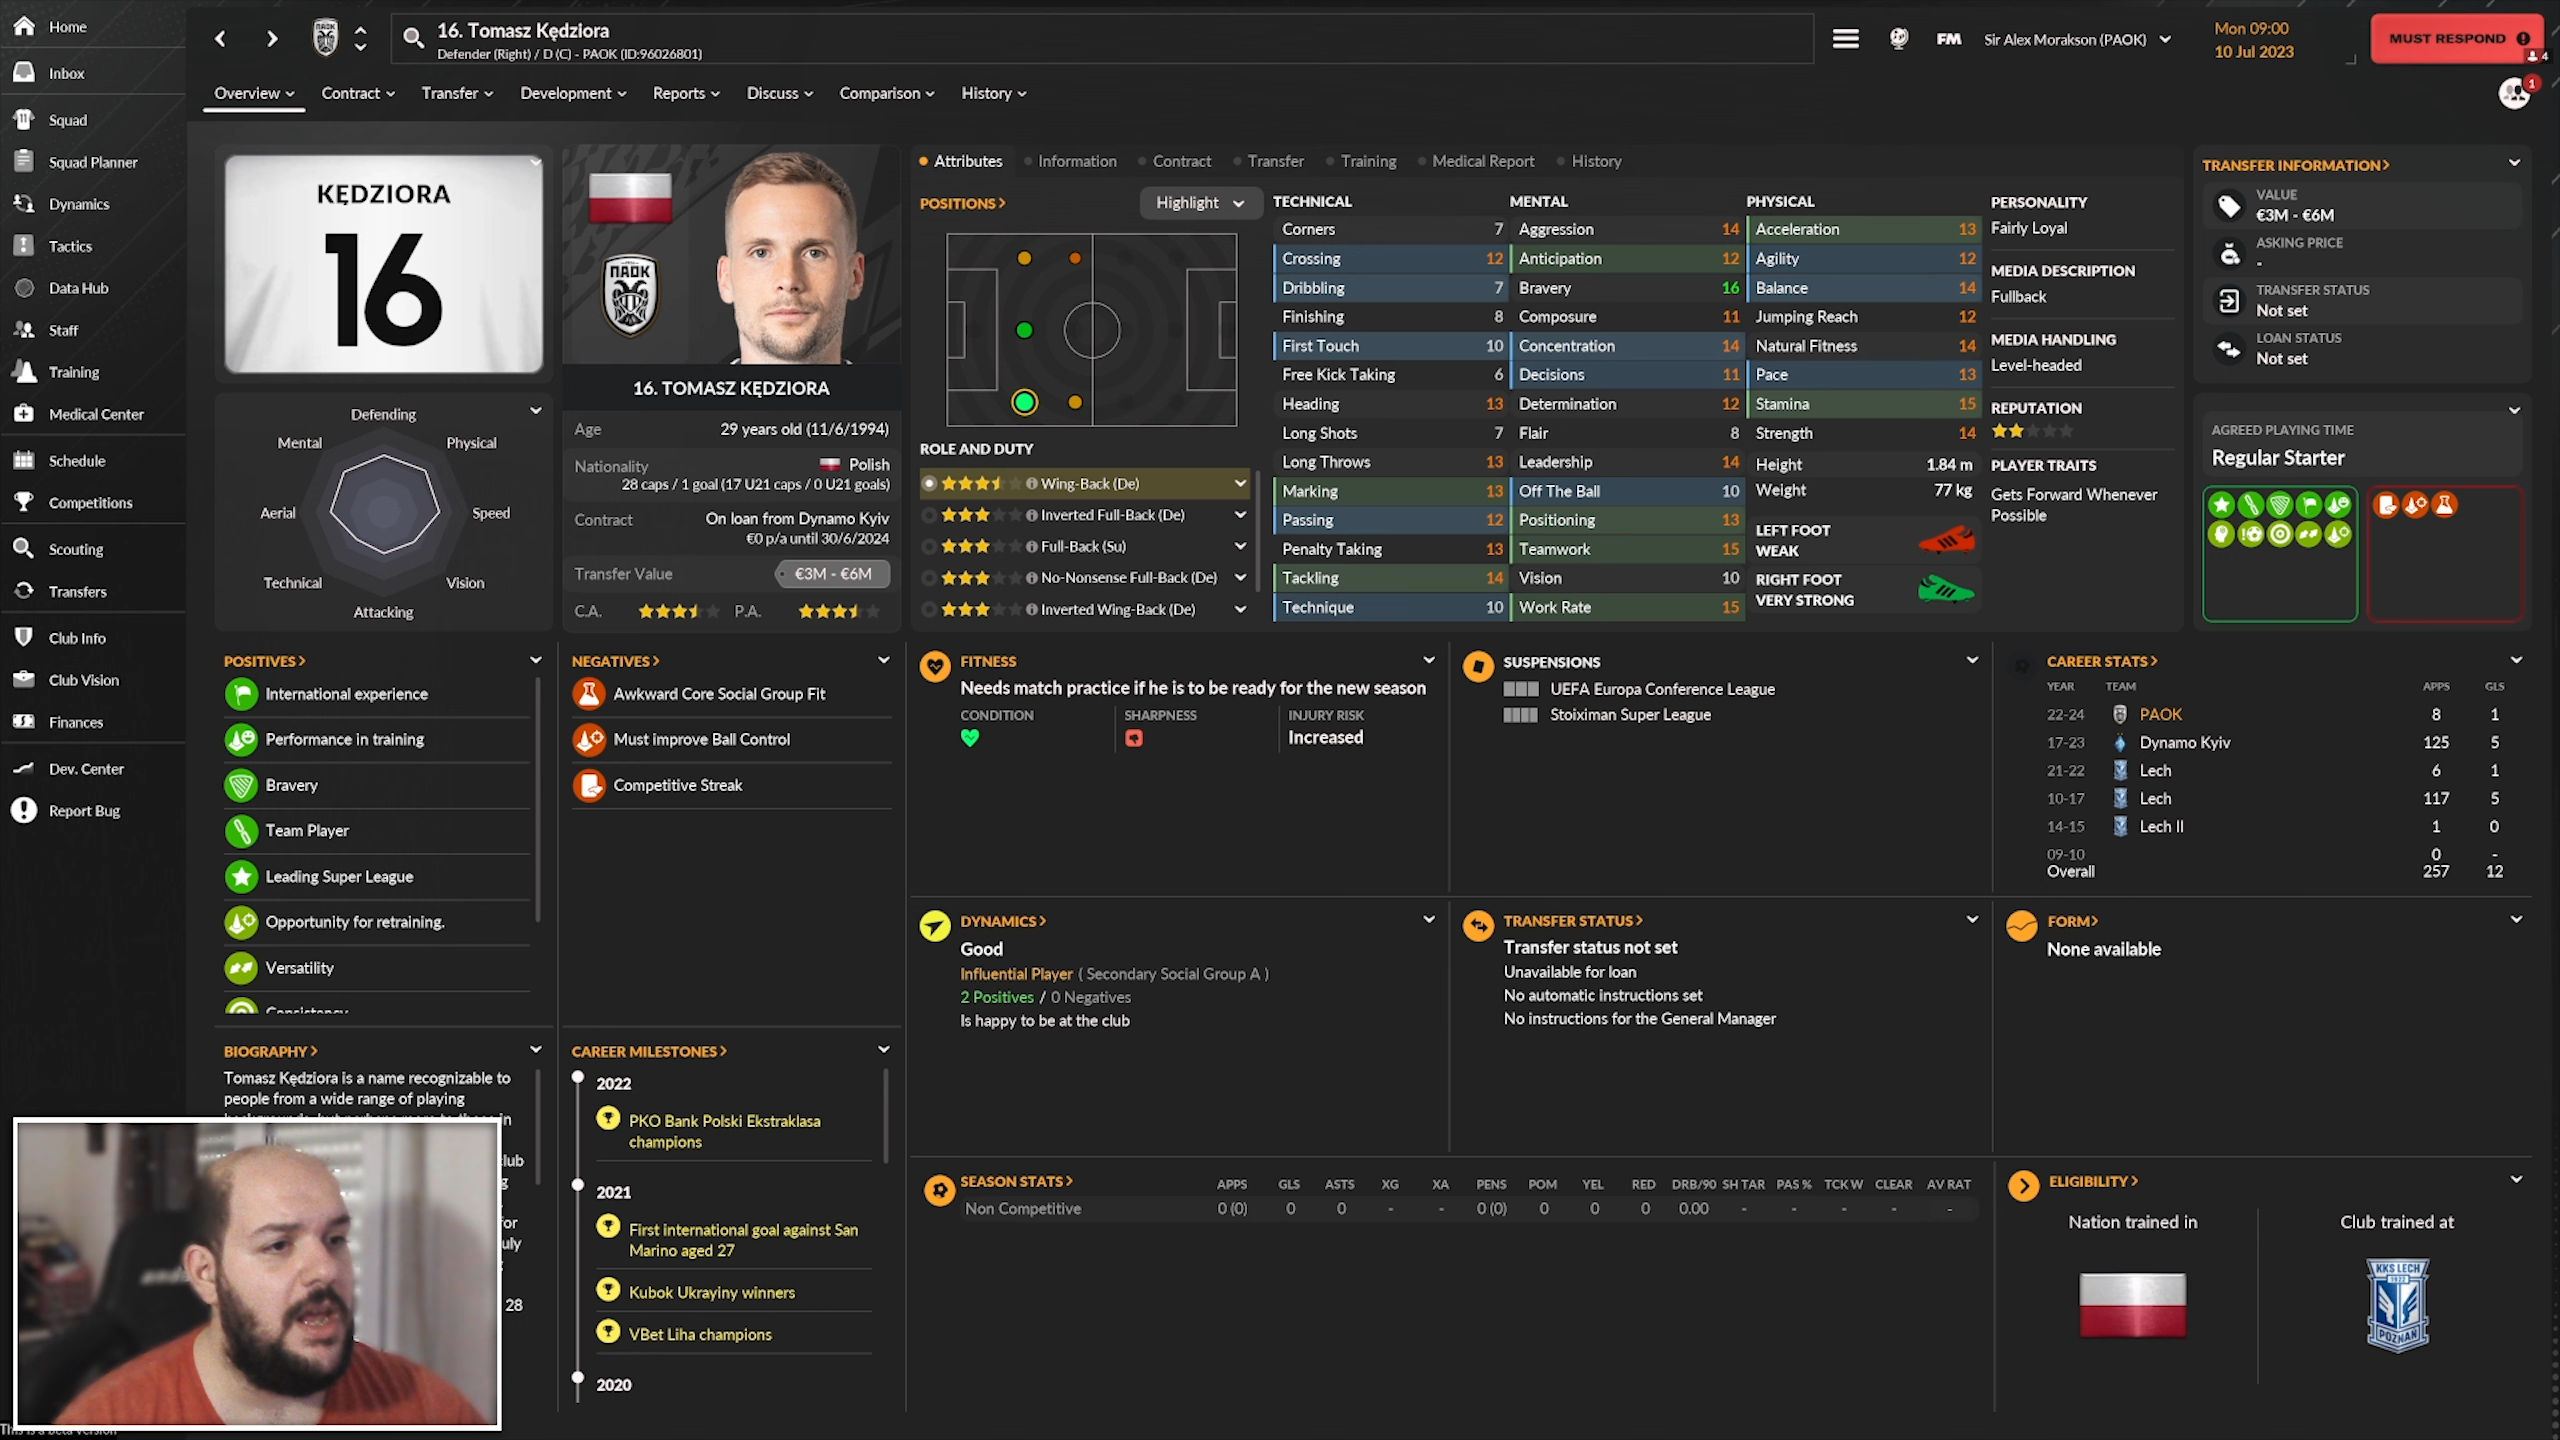 Home
Inbox
Squad
Squad Planner
Dynamics
Tactics
Data Hub
Staff
Training
Medical Center
Schedule
Competitions
Scouting
Transfers
Club Info
Club Vision
Finances
Dev. Center
Report Bug
16. Tomasz Kędziora
Defender (Right) / D (C) - PAOK (ID:96026801)
FM
Sir Alex Morakson (PAOK)
Mon 09:00
10 Jul 2023
MUST RESPOND
4
1
Overview
Contract
Transfer
Development
Reports
Discuss
Comparison
History
KĘDZIORA
16
Defending
Physical
Speed
Vision
Attacking
Technical
Aerial
Mental
ΠΑΟΚ
16. TOMASZ KĘDZIORA
Age 29 years old (11/6/1994)
Nationality Polish
28 caps / 1 goal (17 U21 caps / 0 U21 goals)
Contract On loan from Dynamo Kyiv
€0 p/a until 30/6/2024
Transfer Value €3M - €6M
C.A. P.A.
Attributes
Information
Contract
Transfer
Training
Medical Report
History
POSITIONS
Highlight
ROLE AND DUTY
Wing-Back (De)
Inverted Full-Back (De)
Full-Back (Su)
No-Nonsense Full-Back (De)
Inverted Wing-Back (De)
TECHNICAL
Corners 7
Crossing 12
Dribbling 7
Finishing 8
First Touch 10
Free Kick Taking 6
Heading 13
Long Shots 7
Long Throws 13
Marking 13
Passing 12
Penalty Taking 13
Tackling 14
Technique 10
MENTAL
Aggression 14
Anticipation 12
Bravery 16
Composure 11
Concentration 14
Decisions 11
Determination 12
Flair 8
Leadership 14
Off The Ball 10
Positioning 13
Teamwork 15
Vision 10
Work Rate 15
PHYSICAL
Acceleration 13
Agility 12
Balance 14
Jumping Reach 12
Natural Fitness 14
Pace 13
Stamina 15
Strength 14
Height 1.84 m
Weight 77 kg
LEFT FOOT
WEAK
RIGHT FOOT
VERY STRONG
PERSONALITY
Fairly Loyal
MEDIA DESCRIPTION
Fullback
MEDIA HANDLING
Level-headed
REPUTATION
PLAYER TRAITS
Gets Forward Whenever
Possible
TRANSFER INFORMATION
VALUE
€3M - €6M
ASKING PRICE
-
TRANSFER STATUS
Not set
LOAN STATUS
Not set
AGREED PLAYING TIME
Regular Starter
POSITIVES
International experience
Performance in training
Bravery
Team Player
Leading Super League
Opportunity for retraining.
Versatility
Consistency
NEGATIVES
Awkward Core Social Group Fit
Must improve Ball Control
Competitive Streak
FITNESS
Needs match practice if he is to be ready for the new season
CONDITION
SHARPNESS
INJURY RISK
Increased
SUSPENSIONS
UEFA Europa Conference League
Stoiximan Super League
CAREER STATS
YEAR TEAM APPS GLS
22-24 PAOK 8 1
17-23 Dynamo Kyiv 125 5
21-22 Lech 6 1
10-17 Lech 117 5
14-15 Lech II 1 0
09-10 0 -
Overall 257 12
DYNAMICS
Good
Influential Player ( Secondary Social Group A )
2 Positives / 0 Negatives
Is happy to be at the club
TRANSFER STATUS
Transfer status not set
Unavailable for loan
No automatic instructions set
No instructions for the General Manager
FORM
None available
BIOGRAPHY
Tomasz Kędziora is a name recognizable to
people from a wide range of playing
28
CAREER MILESTONES
2022
PKO Bank Polski Ekstraklasa
champions
2021
First international goal against San
Marino aged 27
Kubok Ukrayiny winners
VBet Liha champions
2020
SEASON STATS APPS GLS ASTS XG XA PENS POM YEL RED DRB/90 SH TAR PAS % TCK W CLEAR AV RAT
Non Competitive 0 (0) 0 0 - - 0 (0) 0 0 0 0.00 - - - - -
ELIGIBILITY
Nation trained in
Club trained at
KKS LECH
1922
POZNAŃ
This is a beta version